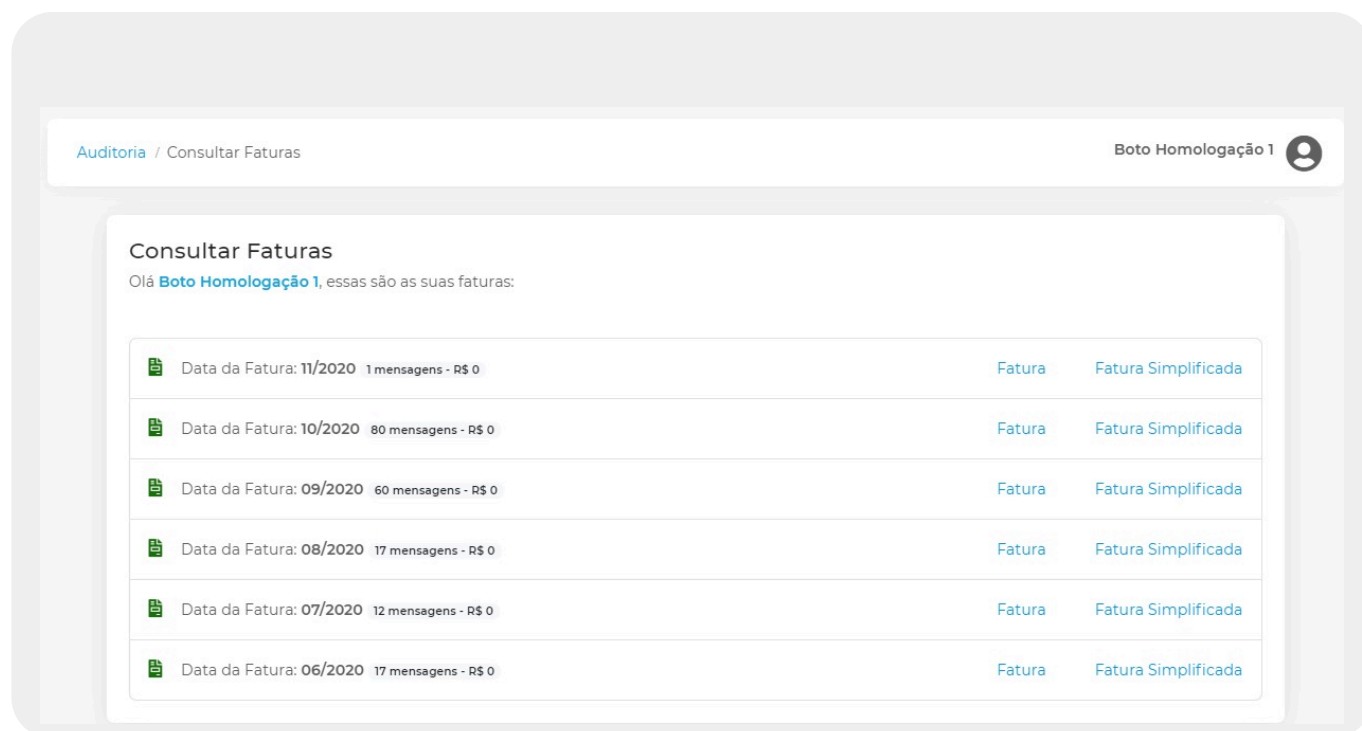 Auditoria / Consultar Faturas
Boto Homologação 1
Consultar Faturas
Olá Boto Homologação 1, essas são as suas faturas:
Data da Fatura: 11/2020 1 mensagens - R$ 0 Fatura Fatura Simplificada
Data da Fatura: 10/2020 80 mensagens - R$ 0 Fatura Fatura Simplificada
Data da Fatura: 09/2020 60 mensagens - R$ 0 Fatura Fatura Simplificada
Data da Fatura: 08/2020 17 mensagens - R$ 0 Fatura Fatura Simplificada
Data da Fatura: 07/2020 12 mensagens - R$ 0 Fatura Fatura Simplificada
Data da Fatura: 06/2020 17 mensagens - R$ 0 Fatura Fatura Simplificada